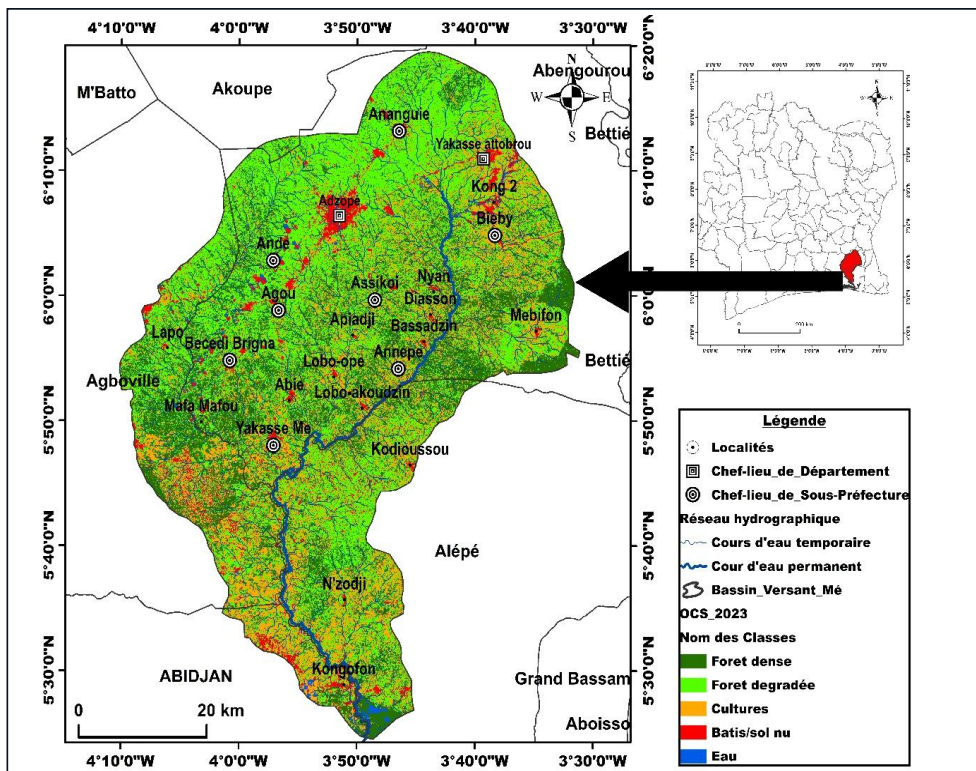 4°10'0"W 4°0'0"W 3°50'0"W 3°40'0"W 3°30'0"W
6°20'0"N
6°10'0"N
6°0'0"N
5°50'0"N
5°40'0"N
5°30'0"N
M'Batto
Akoupe
Abengourou
N
W E
S
Ananguie
Bettié
Yakasse attobrou
Kong 2
Adzopé
Bieby
Ande
Assikoi
Nyan
Agou
Diasson
Abiadji
Bassadzin
Mebifon
Lapo
Becedi Brigna
Annepe
Lobo-ope
Bettié
Agboville
Abie
Lobo-akoudzin
Mafa Mafou
Yakasse Me
Kodioussou
Alépé
N'zodji
ABIDJAN
Kongofon
Grand Bassam
Aboisso
0 20 km
6°10'0"N
6°0'0"N
5°50'0"N
5°40'0"N
5°30'0"N
4°10'0"W 4°0'0"W 3°50'0"W 3°40'0"W 3°30'0"W
Légende
Localités
Chef-lieu_de_Département
Chef-lieu_de_Sous-Préfecture
Réseau hydrographique
Cours d'eau temporaire
Cour d'eau permanent
Bassin_Versant_Mé
OCS_2023
Nom des Classes
Foret dense
Foret degradée
Cultures
Batis/sol nu
Eau